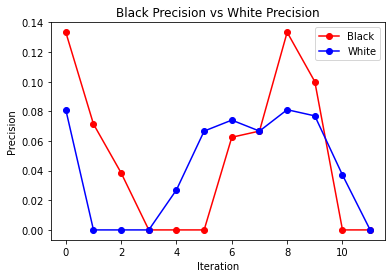 Black Precision vs White Precision
0.14
0.12
0.10
0.08
0.06
0.04
0.02
0.00
Precision
Black
White
0 2 4 6 8 10
Iteration